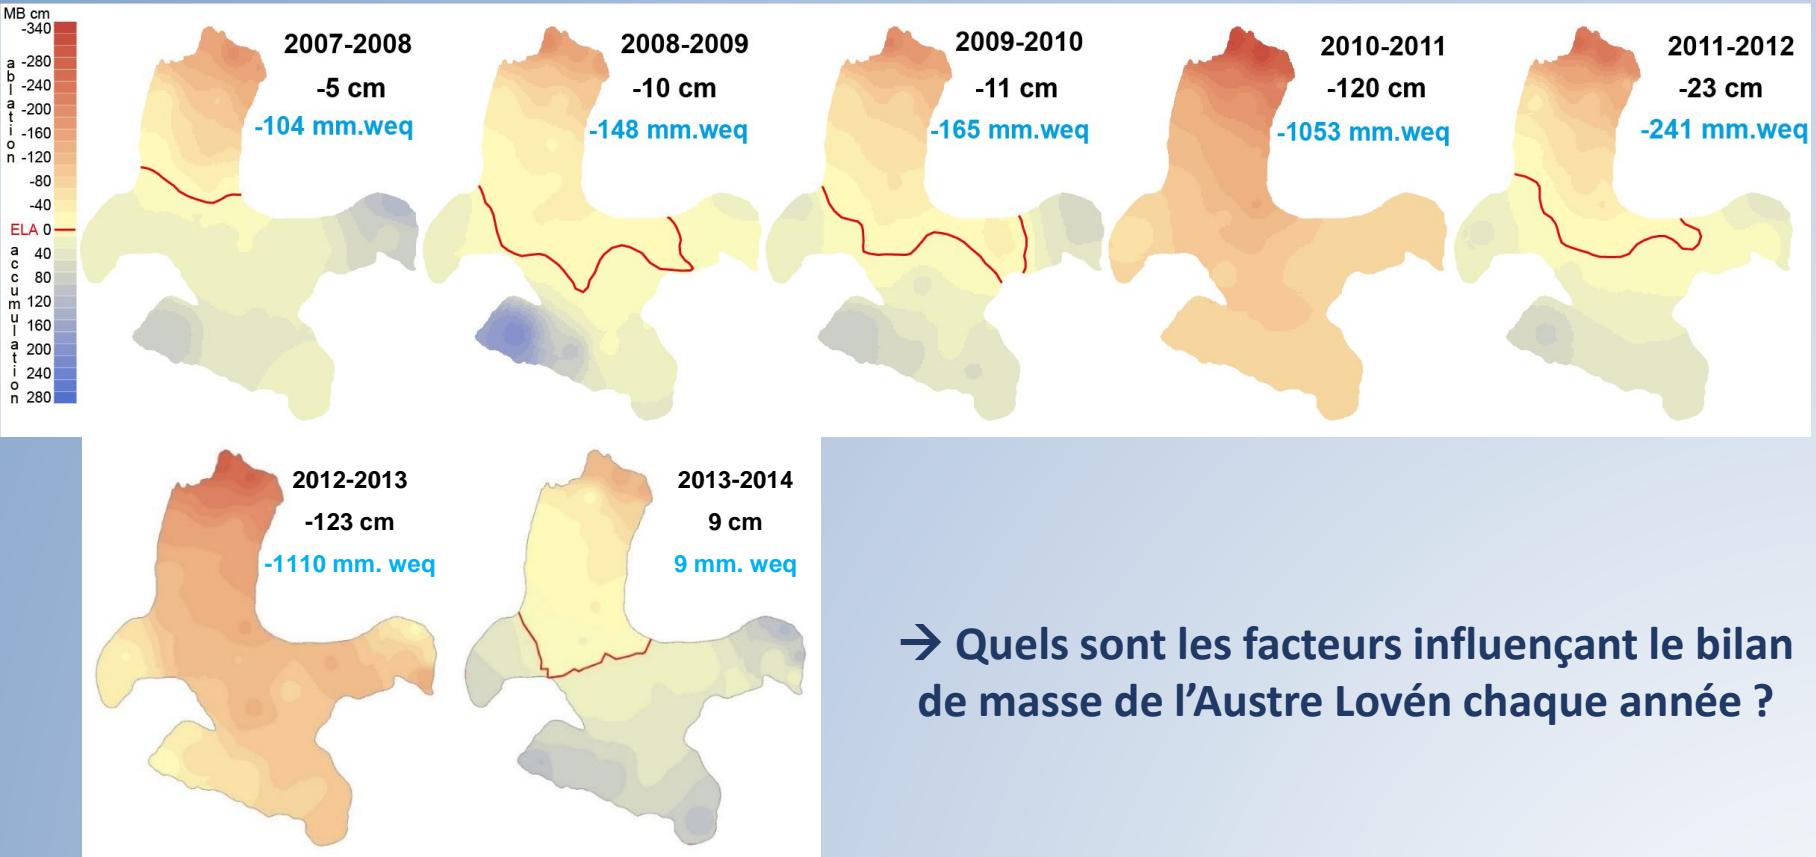 MB cm
-340
-280
-240
-200
-160
-120
-80
-40
ELA 0
40
80
120
160
200
240
280
ablation
accumulation
2007-2008
-5 cm
-104 mm.weq
2008-2009
-10 cm
-148 mm.weq
2009-2010
-11 cm
-165 mm.weq
2010-2011
-120 cm
-1053 mm.weq
2011-2012
-23 cm
-241 mm.weq
2012-2013
-123 cm
-1110 mm. weq
2013-2014
9 cm
9 mm. weq
→ Quels sont les facteurs influençant le bilan
de masse de l’Austre Lovén chaque année ?